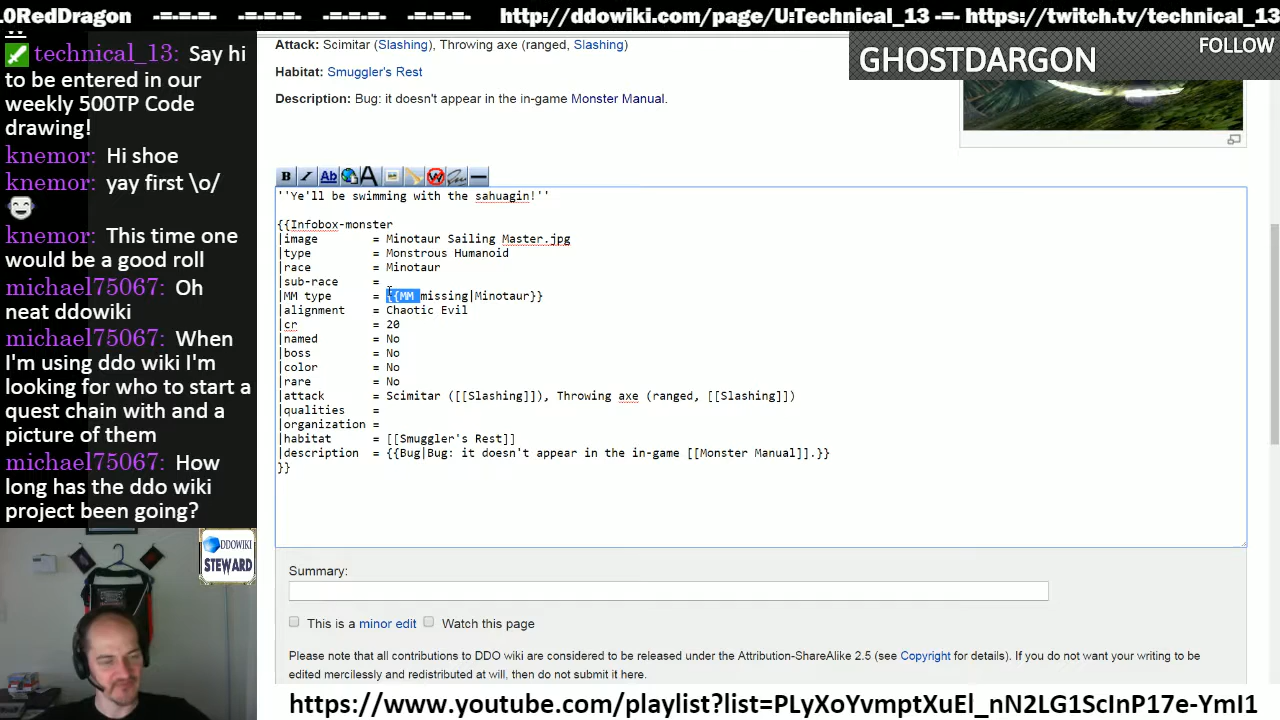 L0RedDragon -=-=-=- -=-=-=- -=-=-=- -=-=-=- http://ddowiki.com/page/U:Technical_13 -=- https://twitch.tv/technical_13
technical_13: Say hi
to be entered in our
weekly 500TP Code
drawing!
knemor: Hi shoe
knemor: yay first \o/
knemor: This time one
would be a good roll
michael75067: Oh
neat ddowiki
michael75067: When
I'm using ddo wiki I'm
looking for who to start a
quest chain with and a
picture of them
michael75067: How
long has the ddo wiki
project been going?
DDOWIKI
STEWARD
GHOSTDARGON
FOLLOW
Attack: Scimitar (Slashing), Throwing axe (ranged, Slashing)
Habitat: Smuggler's Rest
Description: Bug: it doesn't appear in the in-game Monster Manual.
B I Ab A W
''Ye'll be swimming with the sahuagin!''
{{Infobox-monster
|image = Minotaur Sailing Master.jpg
|type = Monstrous Humanoid
|race = Minotaur
|sub-race =
|MM type = {{MM missing|Minotaur}}
|alignment = Chaotic Evil
|cr = 20
|named = No
|boss = No
|color = No
|rare = No
|attack = Scimitar ([[Slashing]]), Throwing axe (ranged, [[Slashing]])
|qualities =
|organization =
|habitat = [[Smuggler's Rest]]
|description = {{Bug|Bug: it doesn't appear in the in-game [[Monster Manual]].}}
}}
Summary:
This is a minor edit Watch this page
Please note that all contributions to DDO wiki are considered to be released under the Attribution-ShareAlike 2.5 (see Copyright for details). If you do not want your writing to be
edited mercilessly and redistributed at will, then do not submit it here.
https://www.youtube.com/playlist?list=PLyXoYvmptXuEl_nN2LG1ScInP17e-YmI1